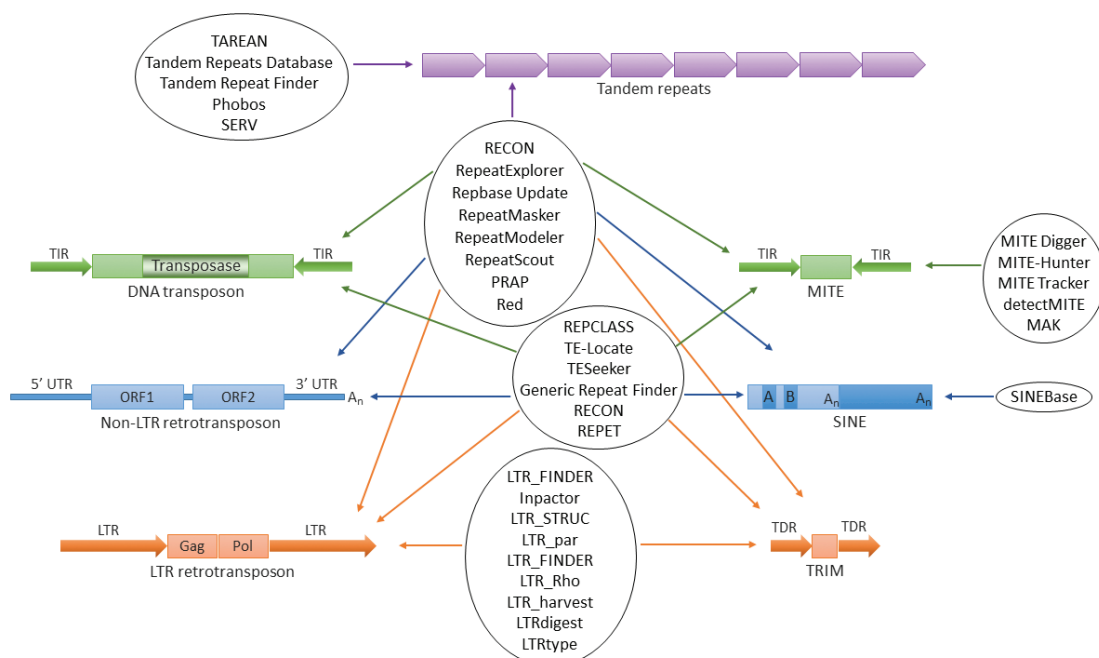 TAREAN
Tandem Repeats Database
Tandem Repeat Finder
Phobos
SERV
Tandem repeats
RECON
RepeatExplorer
Repbase Update
RepeatMasker
RepeatModeler
RepeatScout
PRAP
Red
TIR
TIR
Transposase
DNA transposon
TIR
TIR
MITE
MITE Digger
MITE-Hunter
MITE Tracker
detectMITE
MAK
REPCLASS
TE-Locate
TESeeker
Generic Repeat Finder
RECON
REPET
5' UTR
3' UTR
ORF1
ORF2
An
Non-LTR retrotransposon
A
B
An
An
SINE
SINEBase
LTR_FINDER
Inpactor
LTR_STRUC
LTR_par
LTR_FINDER
LTR_Rho
LTR_harvest
LTRdigest
LTRtype
LTR
LTR
Gag
Pol
LTR retrotransposon
TDR
TDR
TRIM